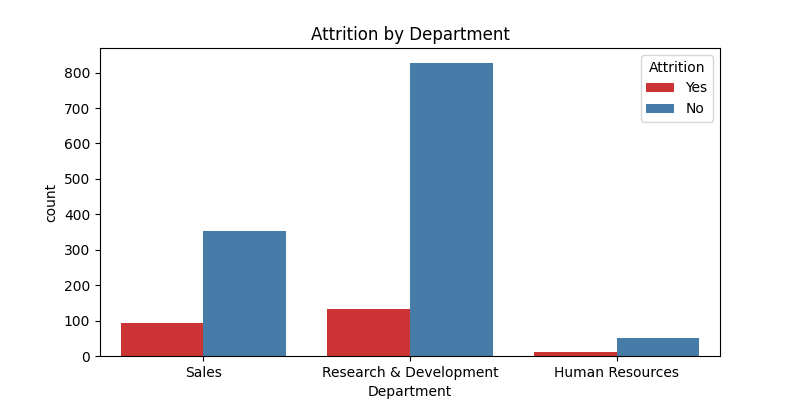 Attrition by Department
Attrition
Yes
No
800
700
600
500
400
300
200
100
0
count
Sales
Research & Development
Human Resources
Department